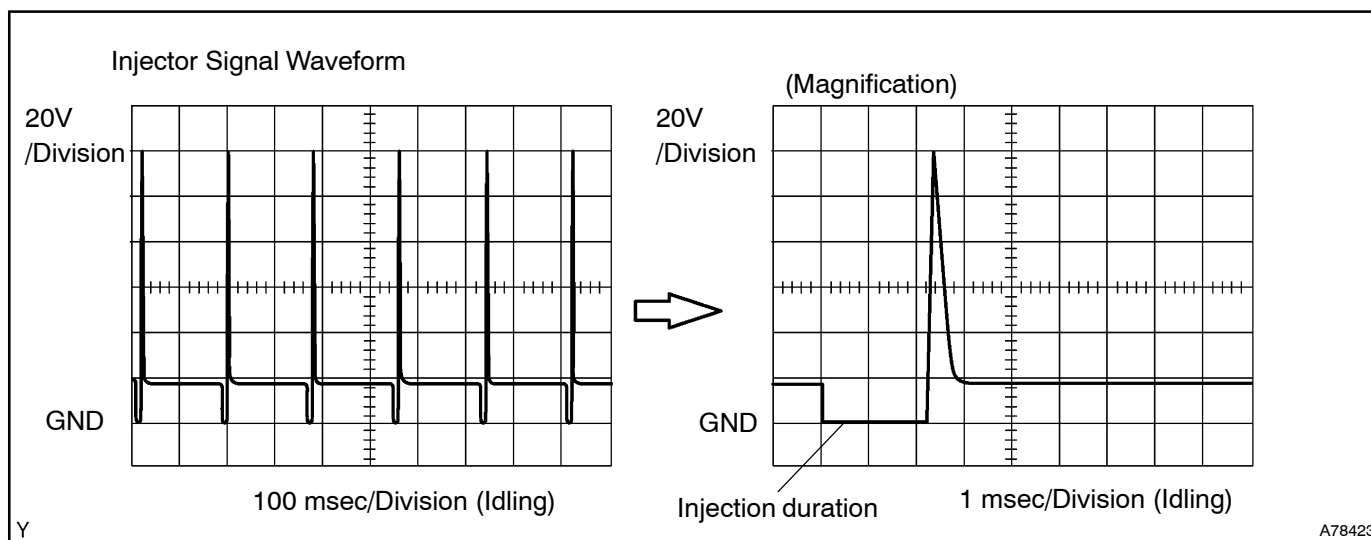 Injector Signal Waveform
(Magnification)
20V
/Division
20V
/Division
GND
GND
100 msec/Division (Idling)
Injection duration
1 msec/Division (Idling)
Y
A78423